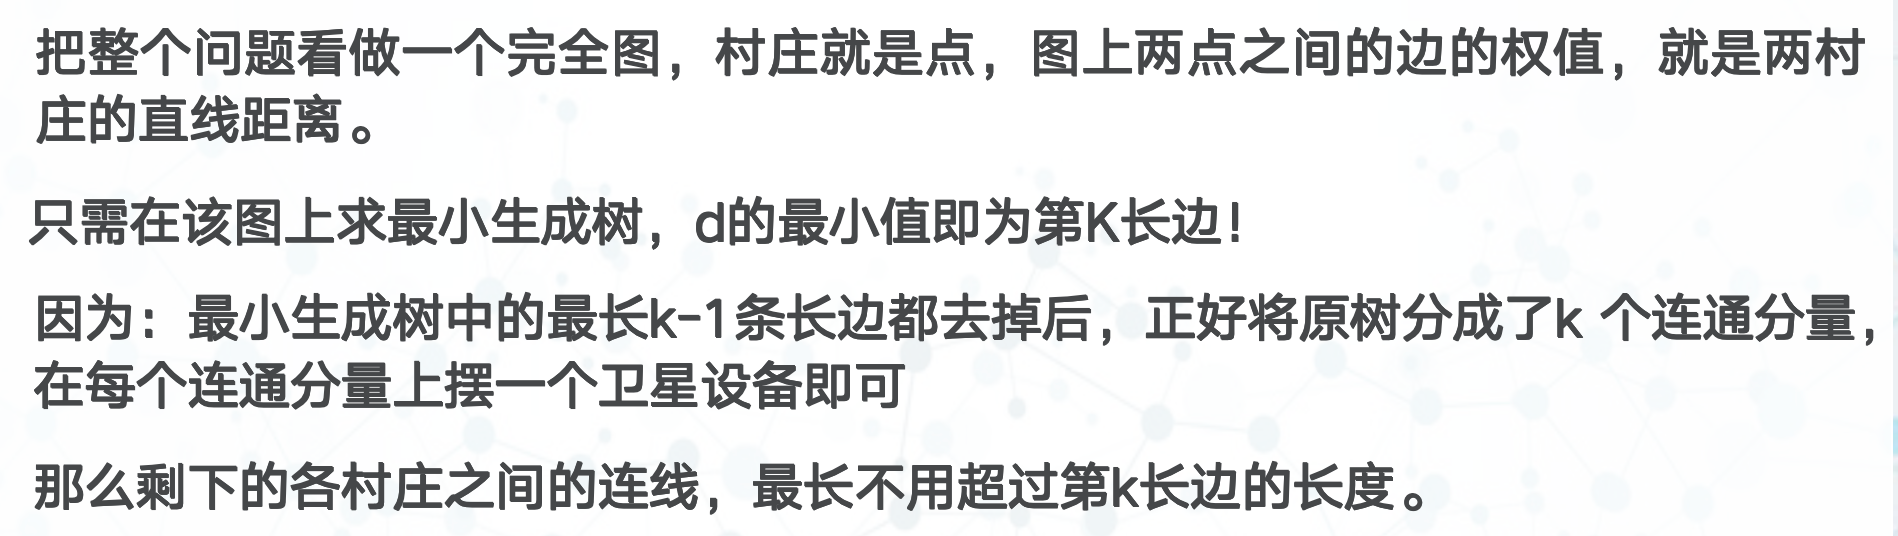 把整个问题看做一个完全图，村庄就是点，图上两点之间的边的权值，就是两村
庄的直线距离。
只需在该图上求最小生成树，d的最小值即为第K长边！
因为：最小生成树中的最长k-1条长边都去掉后，正好将原树分成了k 个连通分量，
在每个连通分量上摆一个卫星设备即可
那么剩下的各村庄之间的连线，最长不用超过第k长边的长度。